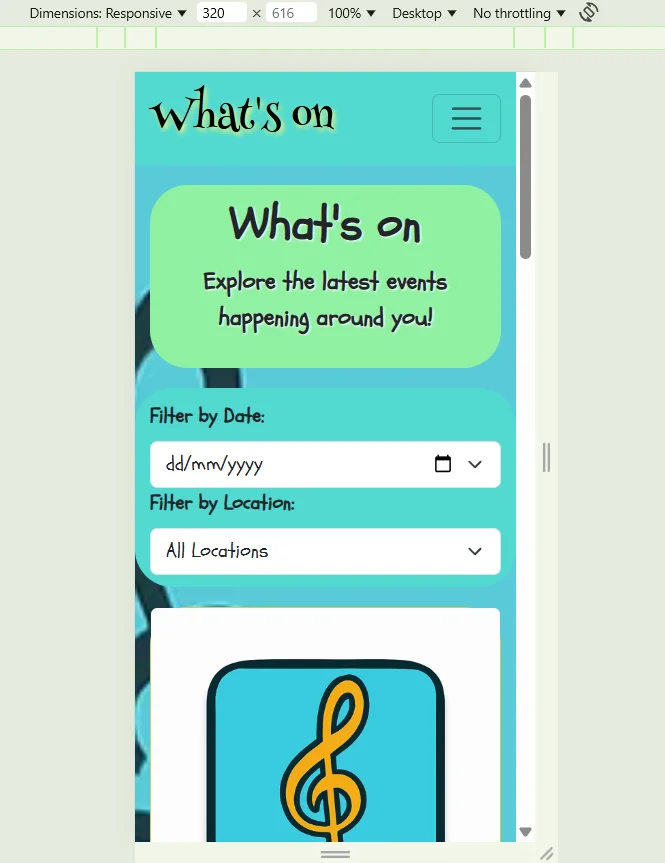 Dimensions: Responsive ▼ 320 × 616 100% ▼ Desktop ▼ No throttling ▼
What's on
What's on
Explore the latest events
happening around you!
Filter by Date:
dd/mm/yyyy
Filter by Location:
All Locations